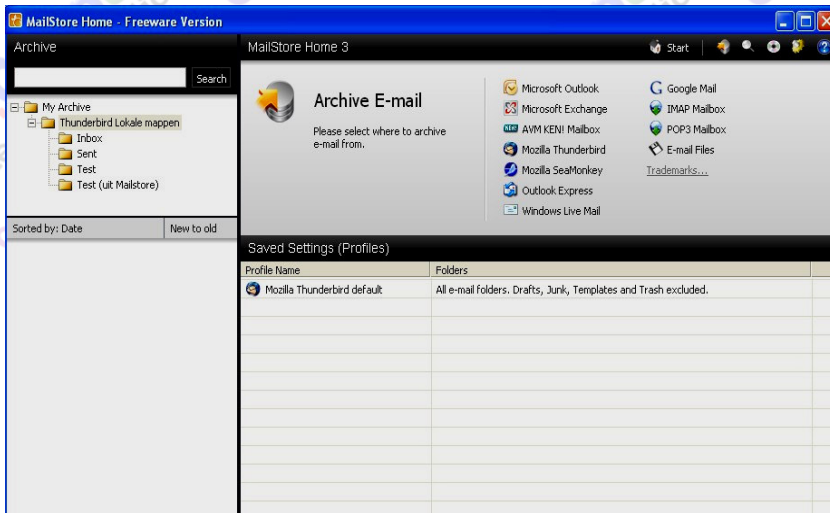 MailStore Home - Freeware Version
Archive
MailStore Home 3
Start
Search
My Archive
Thunderbird Lokale mappen
Inbox
Sent
Test
Test (uit Mailstore)
Sorted by: Date
New to old
Archive E-mail
Please select where to archive
e-mail from.
Microsoft Outlook
Microsoft Exchange
AVM KEN! Mailbox
Mozilla Thunderbird
Mozilla SeaMonkey
Outlook Express
Windows Live Mail
Google Mail
IMAP Mailbox
POP3 Mailbox
E-mail Files
Trademarks...
Saved Settings (Profiles)
Profile Name
Folders
Mozilla Thunderbird default
All e-mail folders. Drafts, Junk, Templates and Trash excluded.